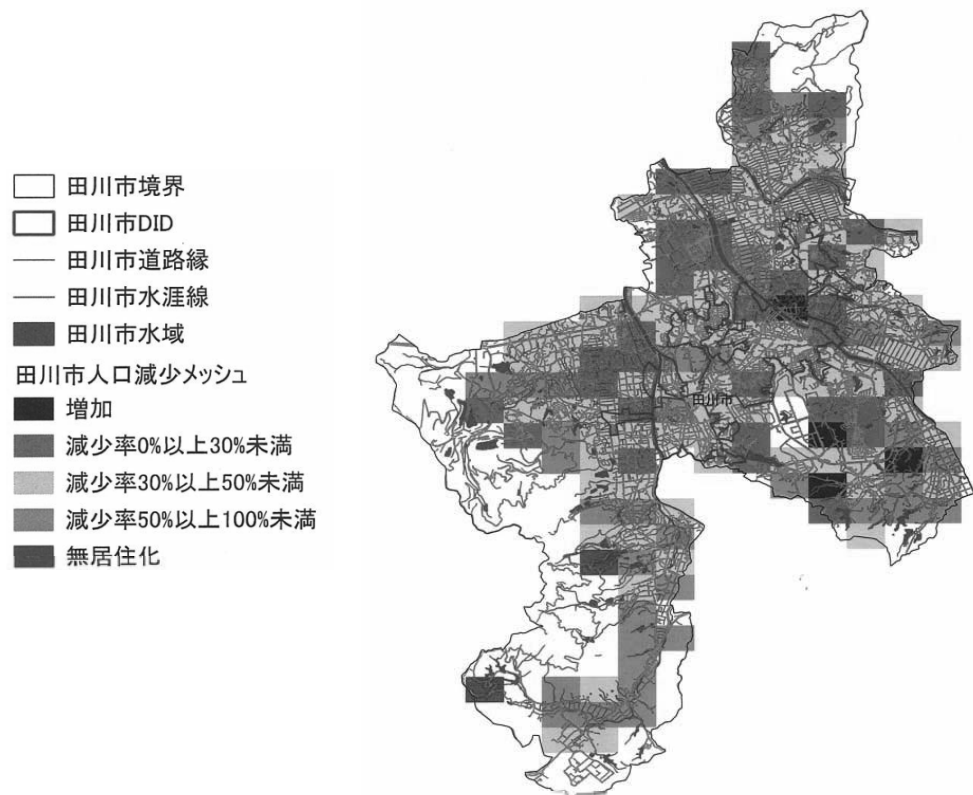 田川市境界
田川市DID
田川市道路縁
田川市水涯線
田川市水域
田川市人口減少メッシュ
増加
減少率0%以上30%未満
減少率30%以上50%未満
減少率50%以上100%未満
無居住化
田川市